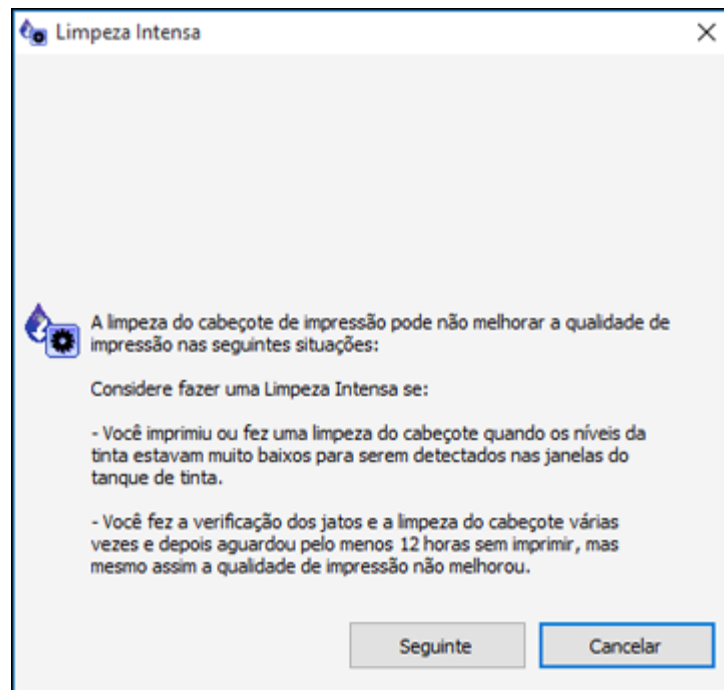 Limpeza Intensa
A limpeza do cabeçote de impressão pode não melhorar a qualidade de
impressão nas seguintes situações:
Considere fazer uma Limpeza Intensa se:
- Você imprimiu ou fez uma limpeza do cabeçote quando os níveis da
tinta estavam muito baixos para serem detectados nas janelas do
tanque de tinta.
- Você fez a verificação dos jatos e a limpeza do cabeçote várias
vezes e depois aguardou pelo menos 12 horas sem imprimir, mas
mesmo assim a qualidade de impressão não melhorou.
Seguinte
Cancelar